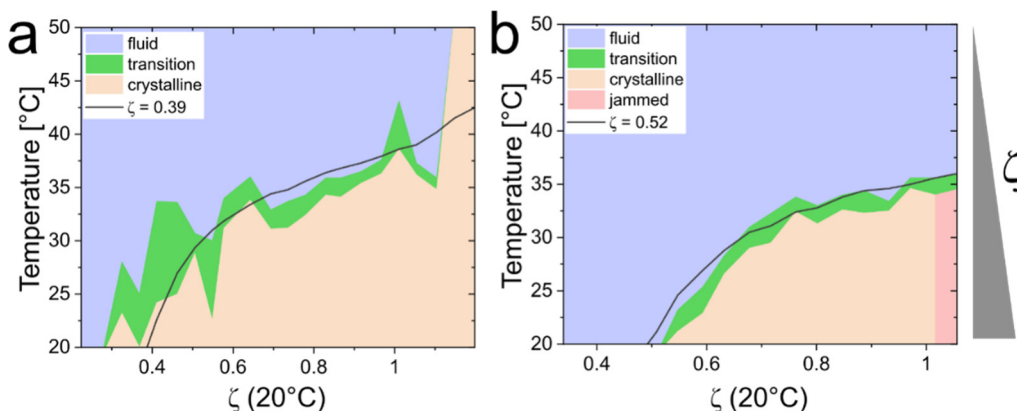 a
50
45
40
35
30
25
20
Temperature [°C]
fluid
transition
crystalline
ζ = 0.39
0.4
0.6
0.8
1
ζ (20°C)
b
50
45
40
35
30
25
20
Temperature [°C]
fluid
transition
crystalline
jammed
ζ = 0.52
0.4
0.6
0.8
1
ζ (20°C)
ζ